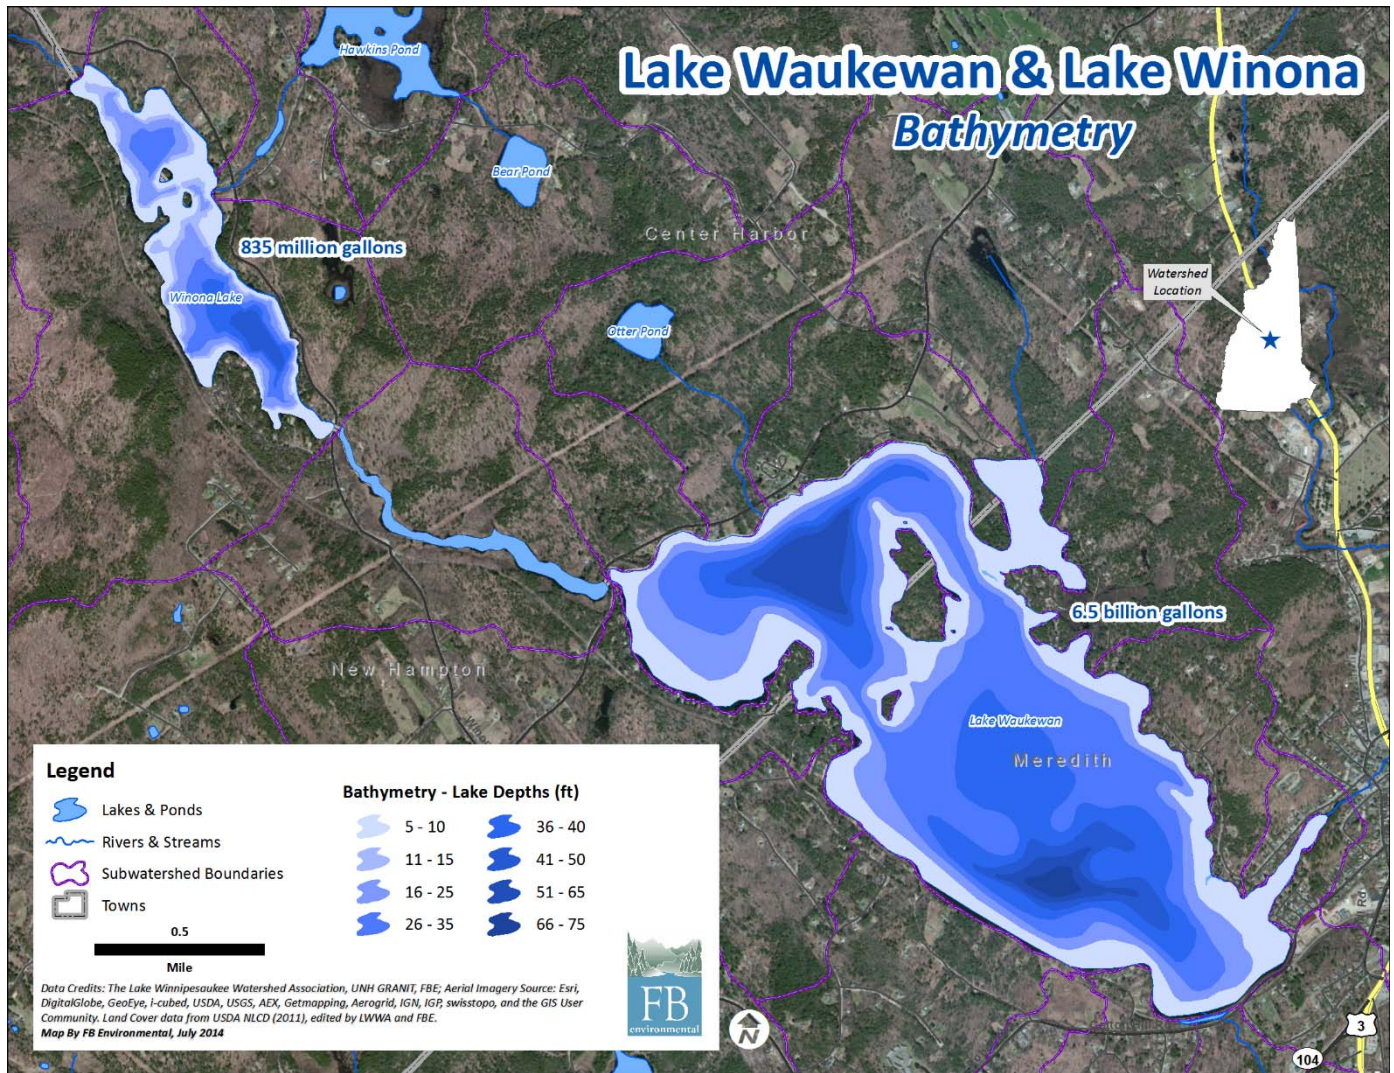 Lake Waukewan & Lake Winona
Bathymetry
Hawkins Pond
Bear Pond
835 million gallons
Center Harbor
Watershed
Location
Winona Lake
Otter Pond
6.5 billion gallons
New Hampton
Lake Waukewan
Meredith
Legend
Lakes & Ponds
Rivers & Streams
Subwatershed Boundaries
Towns
0.5
Mile
Bathymetry - Lake Depths (ft)
5 - 10
36 - 40
11 - 15
41 - 50
16 - 25
51 - 65
26 - 35
66 - 75
Data Credits: The Lake Winnipesaukee Watershed Association, UNH GRANIT, FBE; Aerial Imagery Source: Esri,
DigitalGlobe, GeoEye, i-cubed, USDA, USGS, AEX, Getmapping, Aerogrid, IGN, IGP, swisstopo, and the GIS User
Community. Land Cover data from USDA NLCD (2011), edited by LWWA and FBE.
Map By FB Environmental, July 2014
FB
environmental
N
Rd
3
104